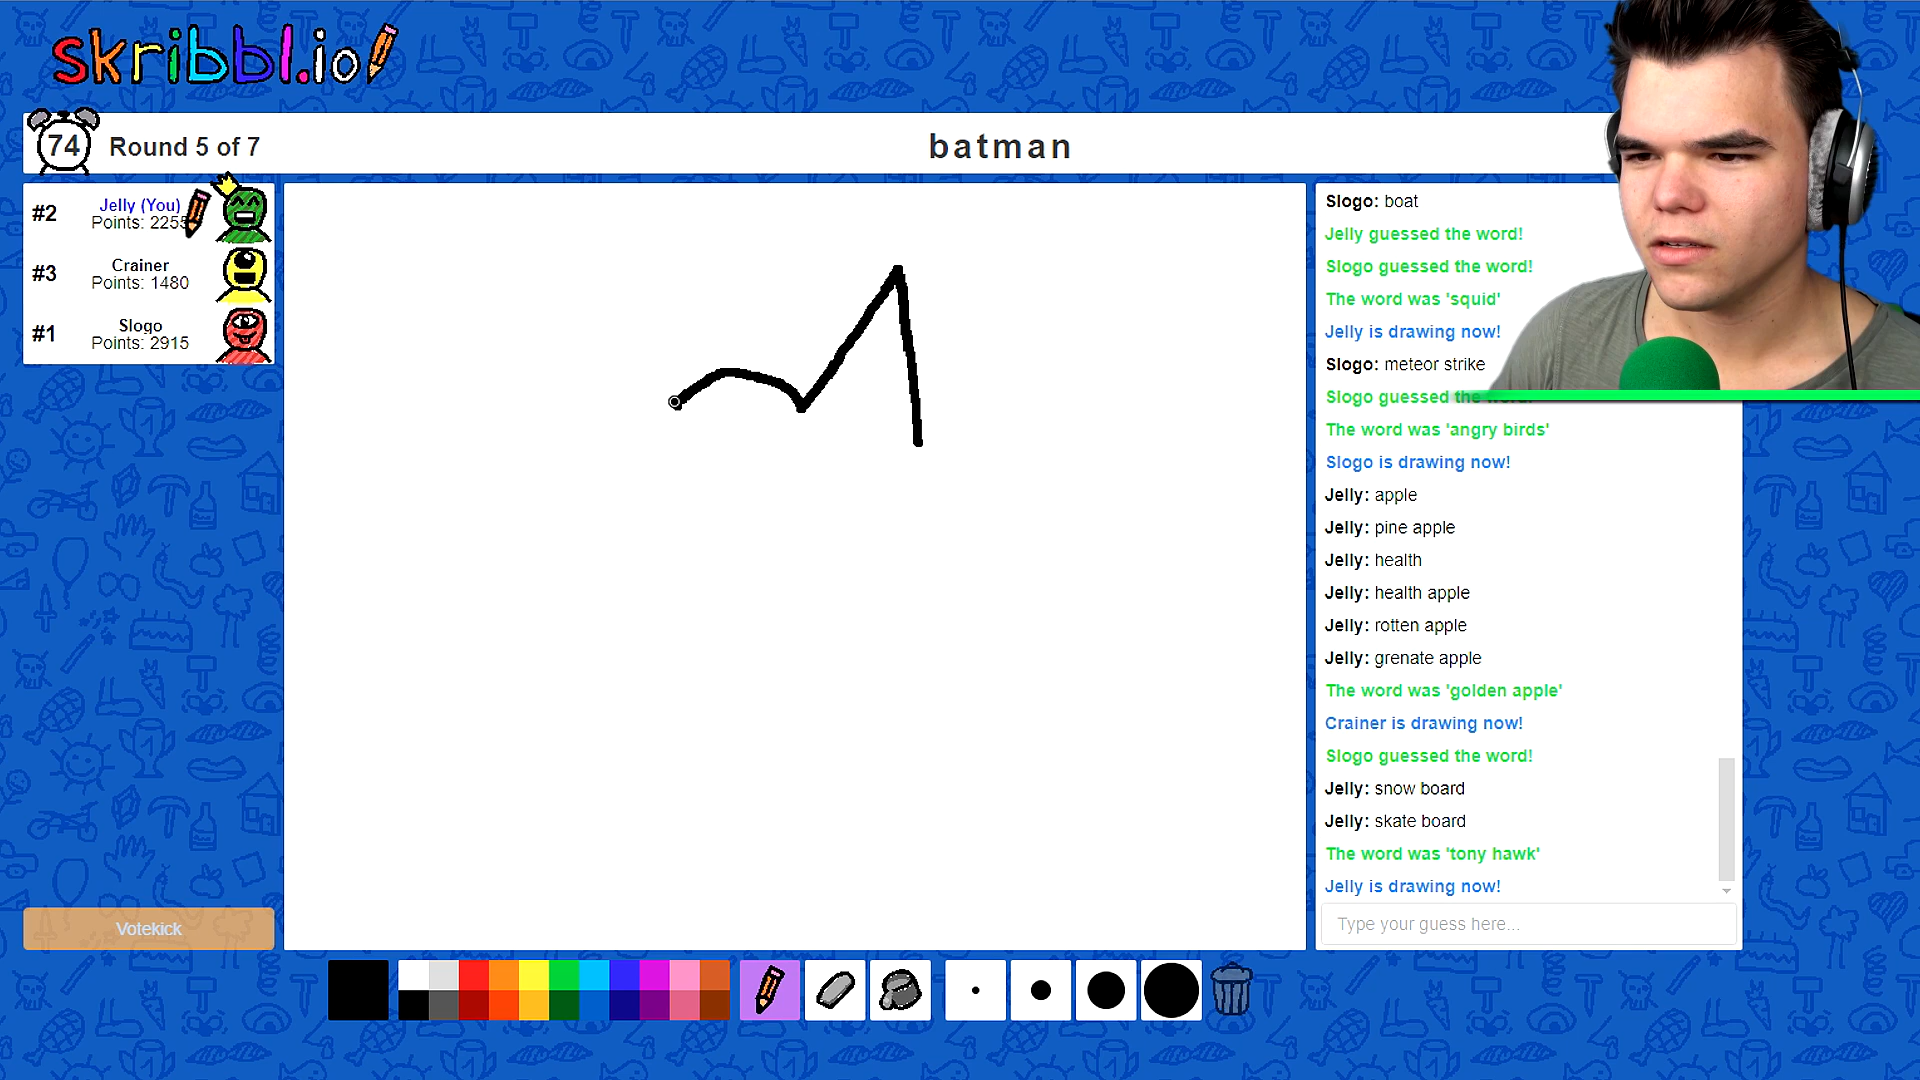 skribbl.io
74
Round 5 of 7
batman
#2
Jelly (You)
Points: 2255
#3
Crainer
Points: 1480
#1
Slogo
Points: 2915
Votekick
Slogo: boat
Jelly guessed the word!
Slogo guessed the word!
The word was 'squid'
Jelly is drawing now!
Slogo: meteor strike
Slogo guessed the word!
The word was 'angry birds'
Slogo is drawing now!
Jelly: apple
Jelly: pine apple
Jelly: health
Jelly: health apple
Jelly: rotten apple
Jelly: grenate apple
The word was 'golden apple'
Crainer is drawing now!
Slogo guessed the word!
Jelly: snow board
Jelly: skate board
The word was 'tony hawk'
Jelly is drawing now!
Type your guess here...